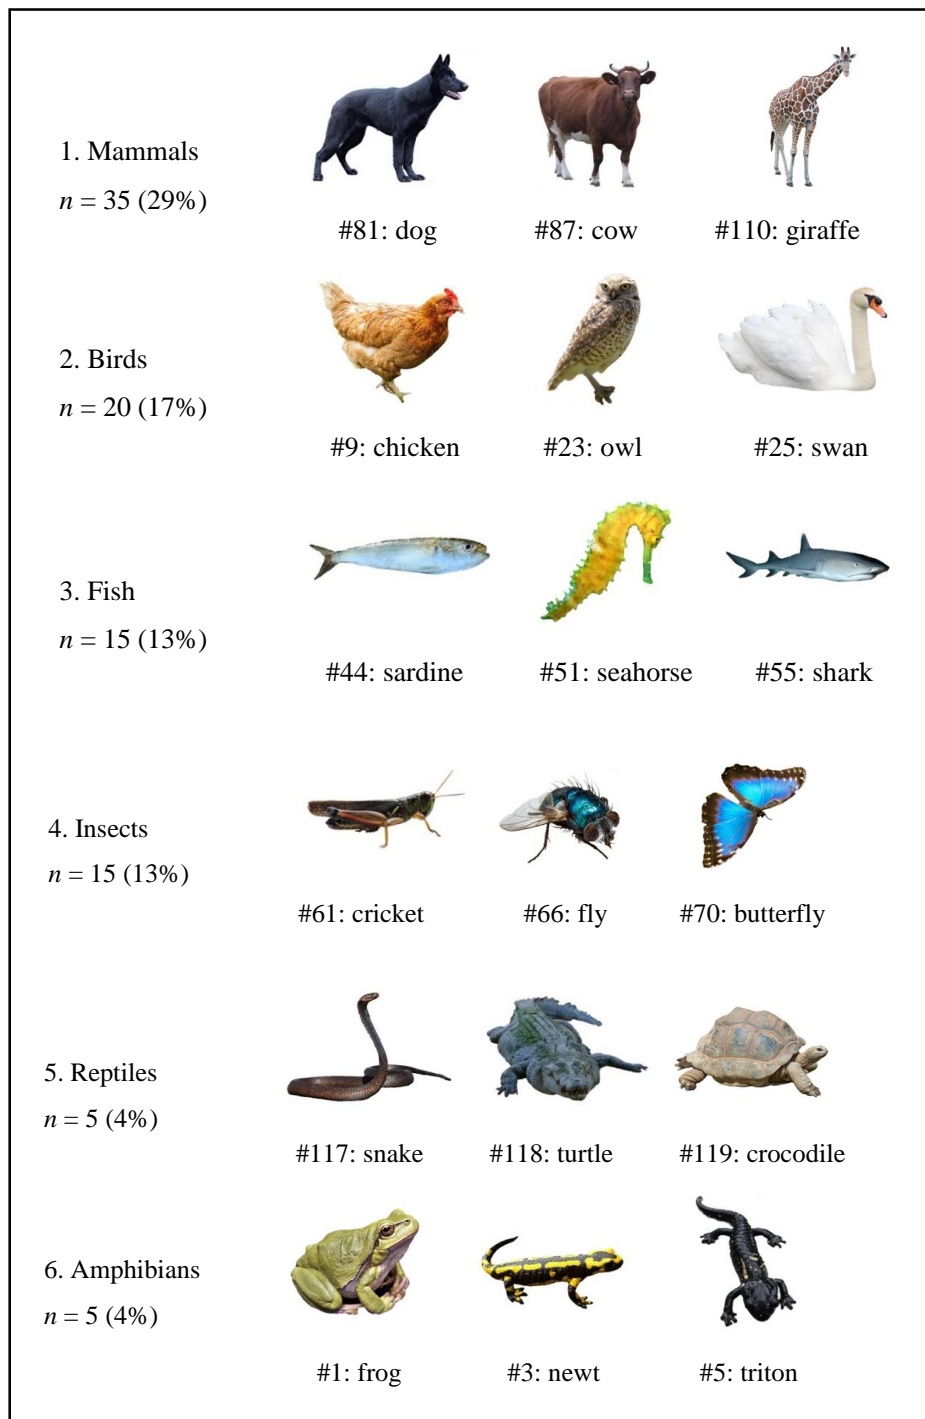 1. Mammals
n = 35 (29%)
#81: dog #87: cow #110: giraffe
2. Birds
n = 20 (17%)
#9: chicken #23: owl #25: swan
3. Fish
n = 15 (13%)
#44: sardine #51: seahorse #55: shark
4. Insects
n = 15 (13%)
#61: cricket #66: fly #70: butterfly
5. Reptiles
n = 5 (4%)
#117: snake #118: turtle #119: crocodile
6. Amphibians
n = 5 (4%)
#1: frog #3: newt #5: triton